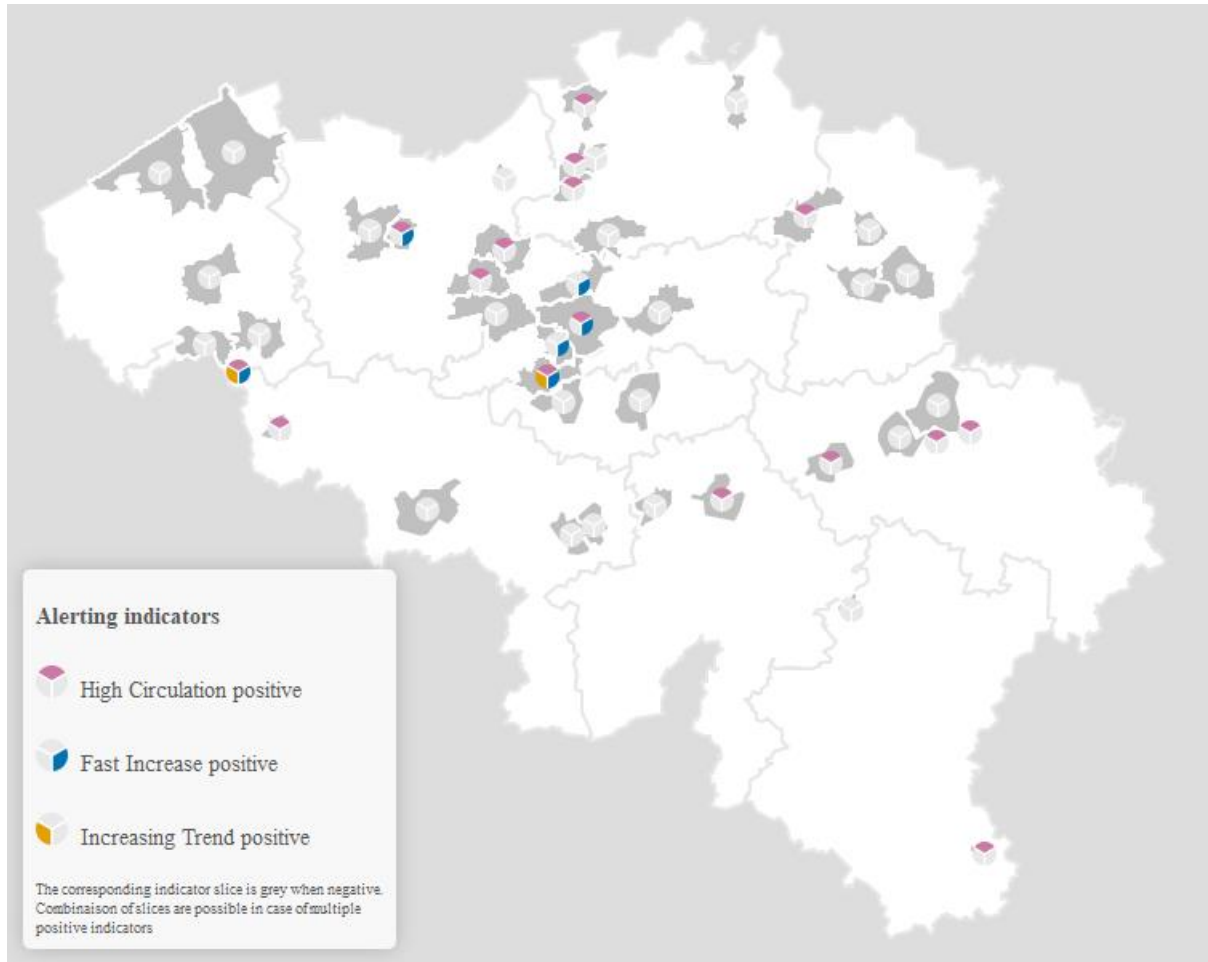 Alerting indicators
High Circulation positive
Fast Increase positive
Increasing Trend positive
The corresponding indicator slice is grey when negative.
Combinaison of slices are possible in case of multiple
positive indicators